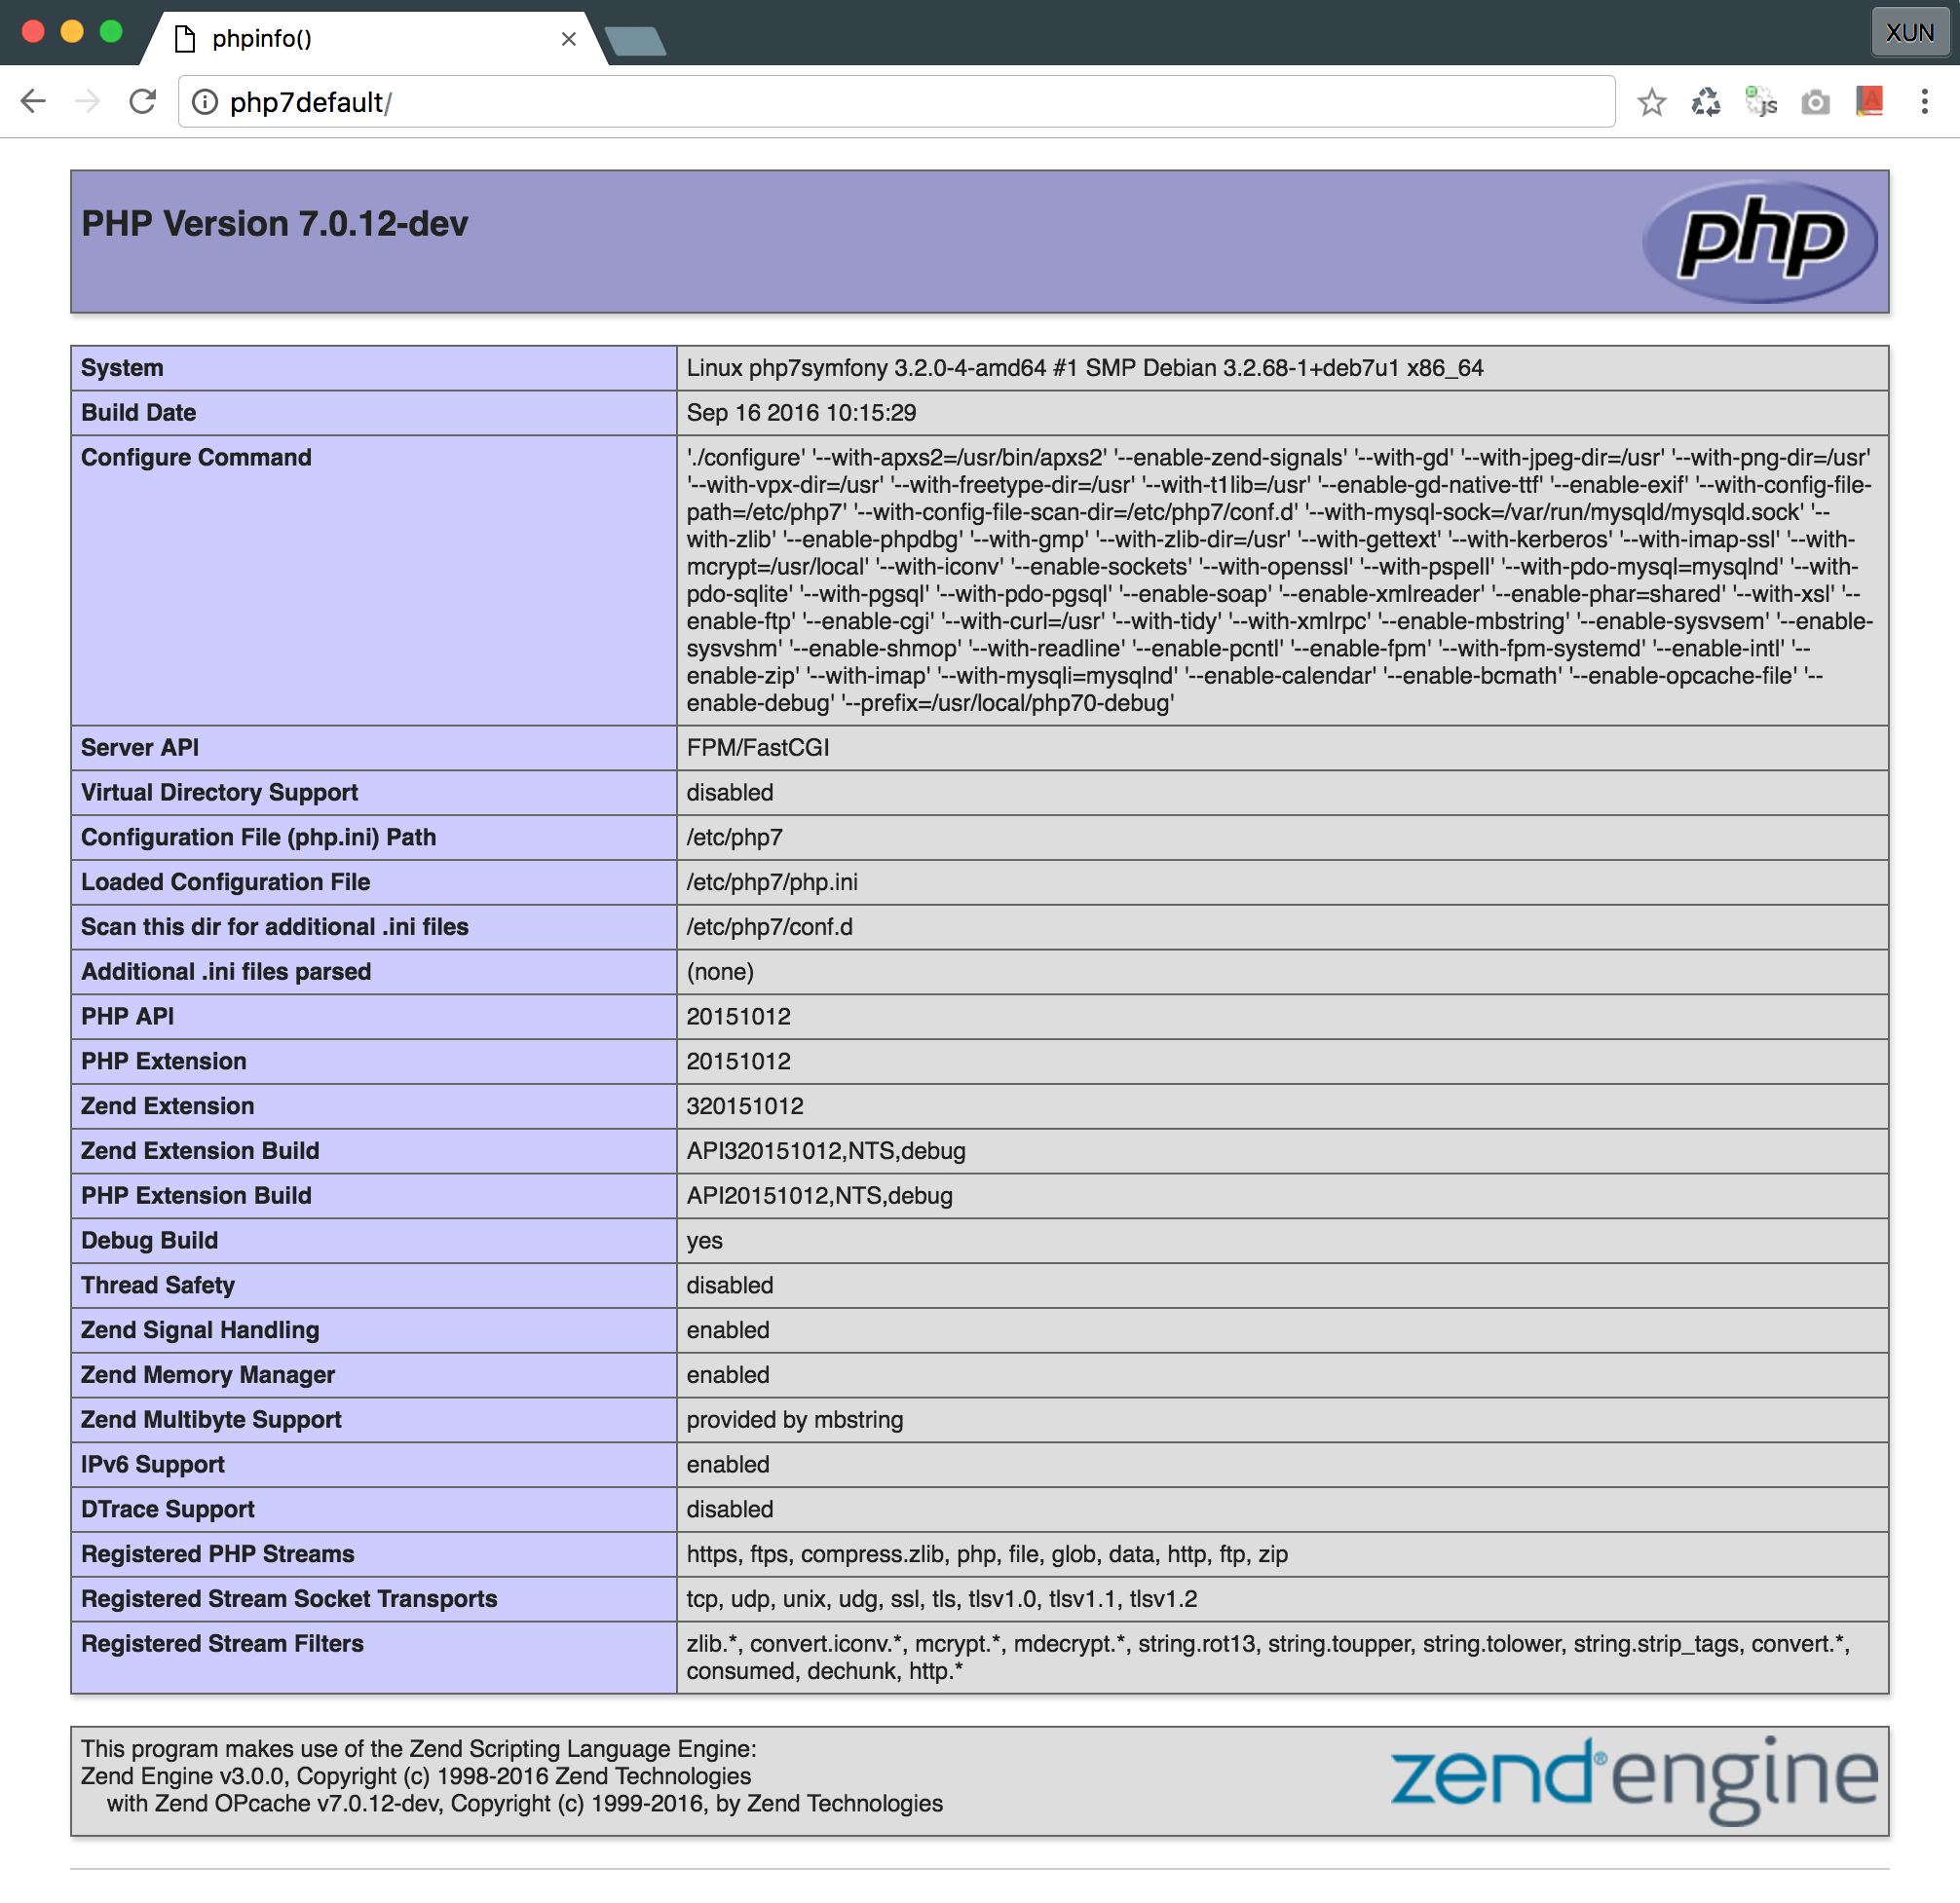 phpinfo()
XUN
php7default/
PHP Version 7.0.12-dev
php
System Linux php7symfony 3.2.0-4-amd64 #1 SMP Debian 3.2.68-1+deb7u1 x86_64
Build Date Sep 16 2016 10:15:29
Configure Command './configure' '--with-apxs2=/usr/bin/apxs2' '--enable-zend-signals' '--with-gd' '--with-jpeg-dir=/usr' '--with-png-dir=/usr'
'--with-vpx-dir=/usr' '--with-freetype-dir=/usr' '--with-t1lib=/usr' '--enable-gd-native-ttf' '--enable-exif' '--with-config-file-
path=/etc/php7' '--with-config-file-scan-dir=/etc/php7/conf.d' '--with-mysql-sock=/var/run/mysqld/mysqld.sock' '--
with-zlib' '--enable-phpdbg' '--with-gmp' '--with-zlib-dir=/usr' '--with-gettext' '--with-kerberos' '--with-imap-ssl' '--with-
mcrypt=/usr/local' '--with-iconv' '--enable-sockets' '--with-openssl' '--with-pspell' '--with-pdo-mysql=mysqlnd' '--with-
pdo-sqlite' '--with-pgsql' '--with-pdo-pgsql' '--enable-soap' '--enable-xmlreader' '--enable-phar=shared' '--with-xsl' '--
enable-ftp' '--enable-cgi' '--with-curl=/usr' '--with-tidy' '--with-xmlrpc' '--enable-mbstring' '--enable-sysvsem' '--enable-
sysvshm' '--enable-shmop' '--with-readline' '--enable-pcntl' '--enable-fpm' '--with-fpm-systemd' '--enable-intl' '--
enable-zip' '--with-imap' '--with-mysqli=mysqlnd' '--enable-calendar' '--enable-bcmath' '--enable-opcache-file' '--
enable-debug' '--prefix=/usr/local/php70-debug'
Server API FPM/FastCGI
Virtual Directory Support disabled
Configuration File (php.ini) Path /etc/php7
Loaded Configuration File /etc/php7/php.ini
Scan this dir for additional .ini files /etc/php7/conf.d
Additional .ini files parsed (none)
PHP API 20151012
PHP Extension 20151012
Zend Extension 320151012
Zend Extension Build API320151012,NTS,debug
PHP Extension Build API20151012,NTS,debug
Debug Build yes
Thread Safety disabled
Zend Signal Handling enabled
Zend Memory Manager enabled
Zend Multibyte Support provided by mbstring
IPv6 Support enabled
DTrace Support disabled
Registered PHP Streams https, ftps, compress.zlib, php, file, glob, data, http, ftp, zip
Registered Stream Socket Transports tcp, udp, unix, udg, ssl, tls, tlsv1.0, tlsv1.1, tlsv1.2
Registered Stream Filters zlib.*, convert.iconv.*, mcrypt.*, mdecrypt.*, string.rot13, string.toupper, string.tolower, string.strip_tags, convert.*,
consumed, dechunk, http.*
This program makes use of the Zend Scripting Language Engine:
Zend Engine v3.0.0, Copyright (c) 1998-2016 Zend Technologies
with Zend OPcache v7.0.12-dev, Copyright (c) 1999-2016, by Zend Technologies
zend® engine